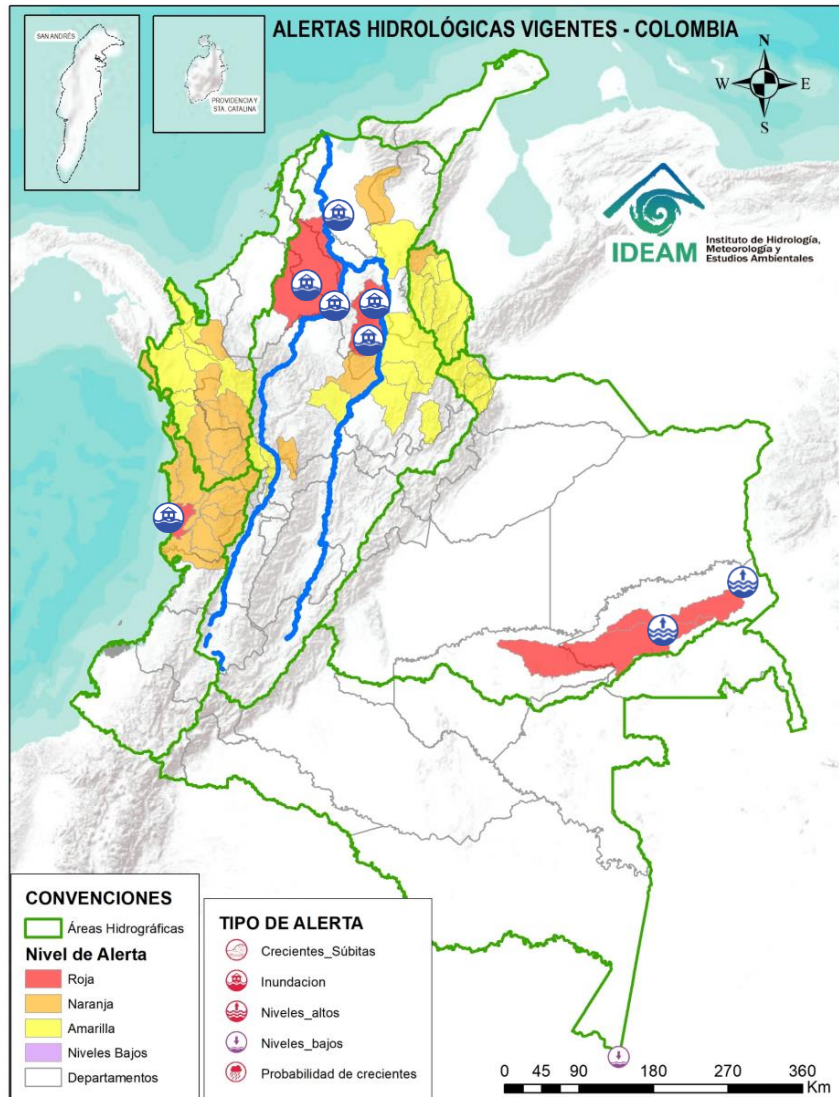 ALERTAS HIDROLÓGICAS VIGENTES - COLOMBIA
SAN ANDRÉS
PROVIDENCIA Y
STA. CATALINA
N
W
E
S
IDEAM
Instituto de Hidrología,
Meteorología y
Estudios Ambientales
CONVENCIONES
Áreas Hidrográficas
Nivel de Alerta
Roja
Naranja
Amarilla
Niveles Bajos
Departamentos
TIPO DE ALERTA
Crecientes_Súbitas
Inundacion
Niveles_altos
Niveles_bajos
Probabilidad de crecientes
0 45 90 180 270 360
Km